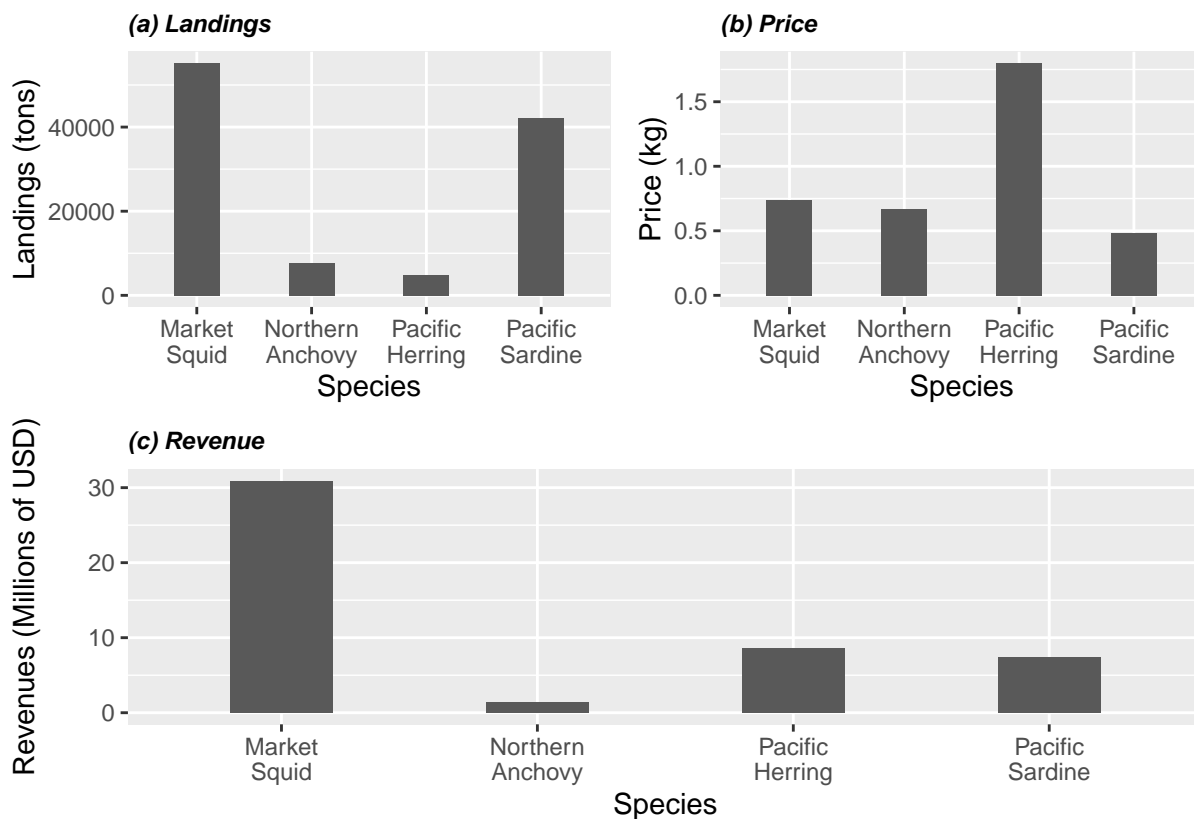 (a) Landings
Landings (tons)
40000
20000
0
Market
Squid
Northern
Anchovy
Pacific
Herring
Pacific
Sardine
Species
(b) Price
Price (kg)
1.5
1.0
0.5
0.0
Market
Squid
Northern
Anchovy
Pacific
Herring
Pacific
Sardine
Species
(c) Revenue
Revenues (Millions of USD)
30
20
10
0
Market
Squid
Northern
Anchovy
Pacific
Herring
Pacific
Sardine
Species